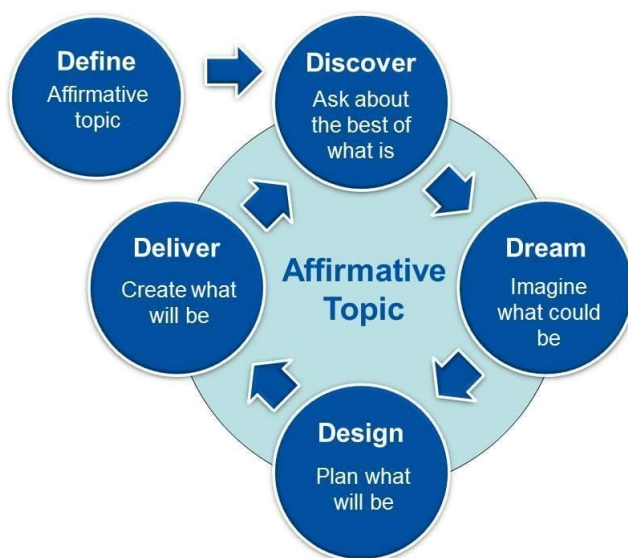 Define
Affirmative
topic
Discover
Ask about
the best of
what is
Dream
Imagine
what could
be
Design
Plan what
will be
Deliver
Create what
will be
Affirmative
Topic